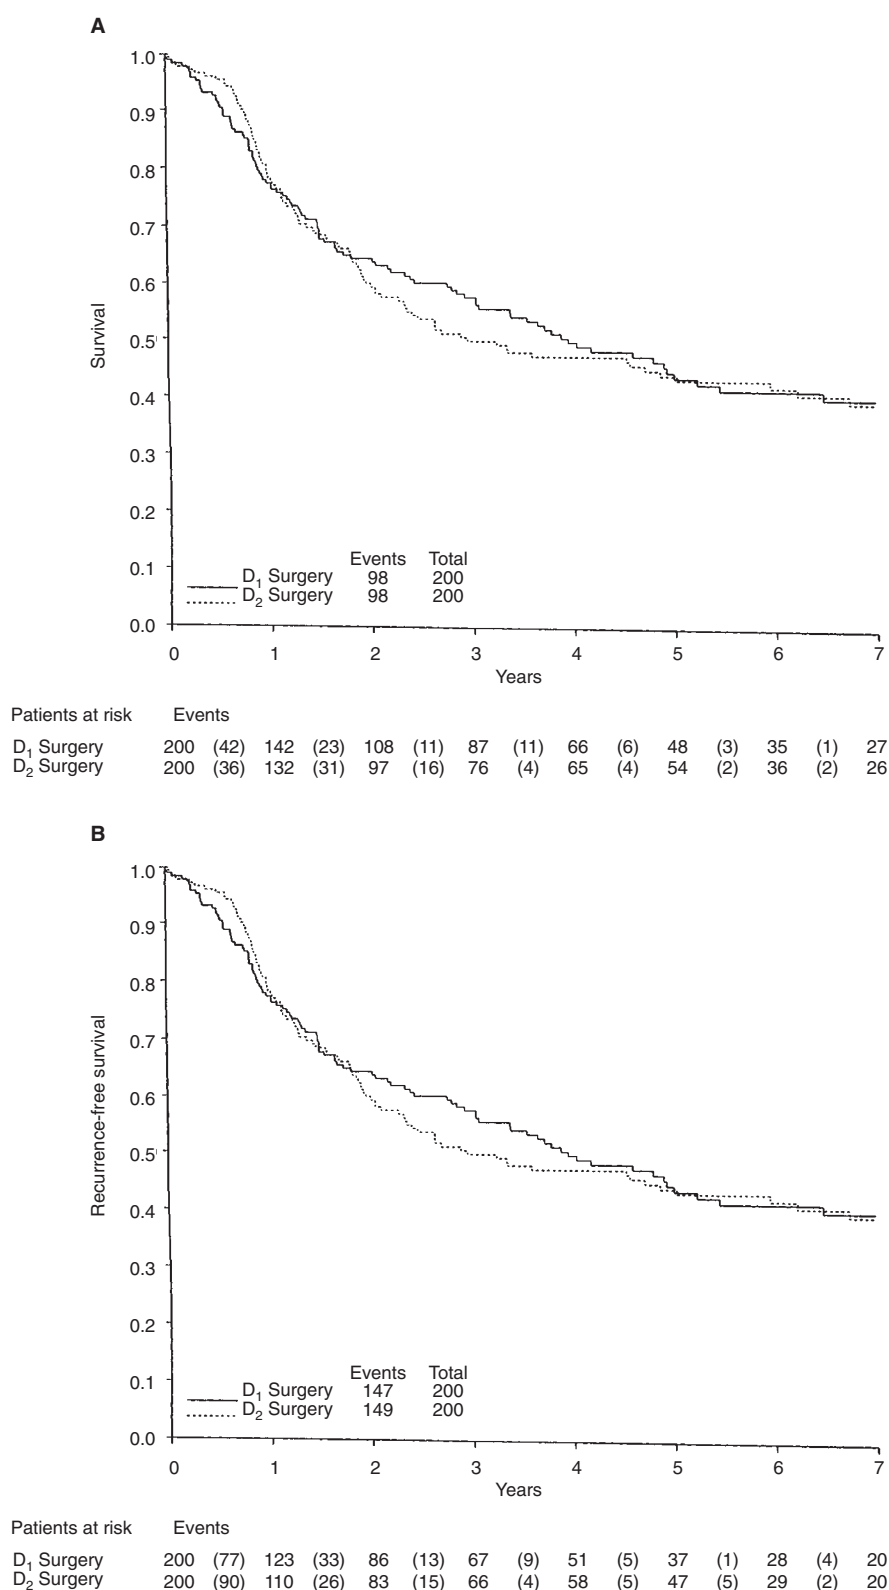 A
1.0
0.9
0.8
0.7
0.6
0.5
0.4
0.3
0.2
0.1
0.0
Survival
Events Total
D1 Surgery 98 200
D2 Surgery 98 200
0 1 2 3 4 5 6 7
Years
Patients at risk Events
D1 Surgery 200 (42) 142 (23) 108 (11) 87 (11) 66 (6) 48 (3) 35 (1) 27
D2 Surgery 200 (36) 132 (31) 97 (16) 76 (4) 65 (4) 54 (2) 36 (2) 26
B
1.0
0.9
0.8
0.7
0.6
0.5
0.4
0.3
0.2
0.1
0.0
Recurrence-free survival
Events Total
D1 Surgery 147 200
D2 Surgery 149 200
0 1 2 3 4 5 6 7
Years
Patients at risk Events
D1 Surgery 200 (77) 123 (33) 86 (13) 67 (9) 51 (5) 37 (1) 28 (4) 20
D2 Surgery 200 (90) 110 (26) 83 (15) 66 (4) 58 (5) 47 (5) 29 (2) 20